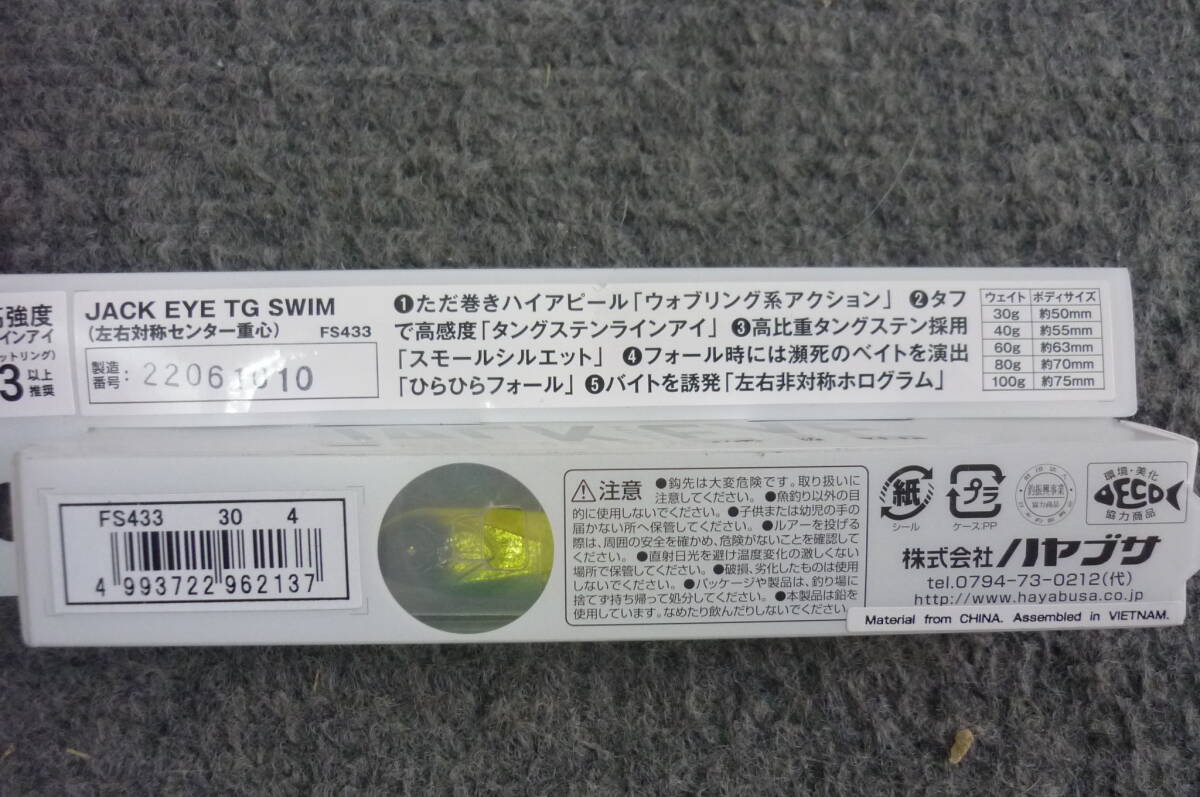 高強度
インアイ
ットリング)
3 以上
推奨
JACK EYE TG SWIM
(左右対称センター重心) FS433
製造
番号: 22061010
❶ただ巻きハイアピール「ウォブリング系アクション」 ❷タフ
で高感度「タングステンラインアイ」 ❸高比重タングステン採用
「スモールシルエット」 ❹フォール時には瀕死のベイトを演出
「ひらひらフォール」 ❺バイトを誘発「左右非対称ホログラム」
ウェイト ボディサイズ
30g 約50mm
40g 約55mm
60g 約63mm
80g 約70mm
100g 約75mm
FS433 30 4
4 993722 962137
注意
●鈎先は大変危険です。取り扱いに
注意してください。 ●魚釣り以外の目
的に使用しないでください。 ●子供または幼児の手の
届かない所へ保管してください。 ●ルアーを投げる
際は、周囲の安全を確かめ、危険がないことを確認して
ください。 ●直射日光を避け温度変化の激しくない
場所で保管してください。 ●破損、劣化したものは使用
しないでください。 ●パッケージや製品は、釣り場に
捨てず持ち帰って処分してください。 ●本製品は鉛を
使用しています。なめたり飲んだりしないでください。
紙
シール
プラ
ケース:PP
釣振興事業
協力商品
環境・美化
ECO
協力商品
株式会社ハヤブサ
tel.0794-73-0212(代)
http://www.hayabusa.co.jp
Material from CHINA. Assembled in VIETNAM.